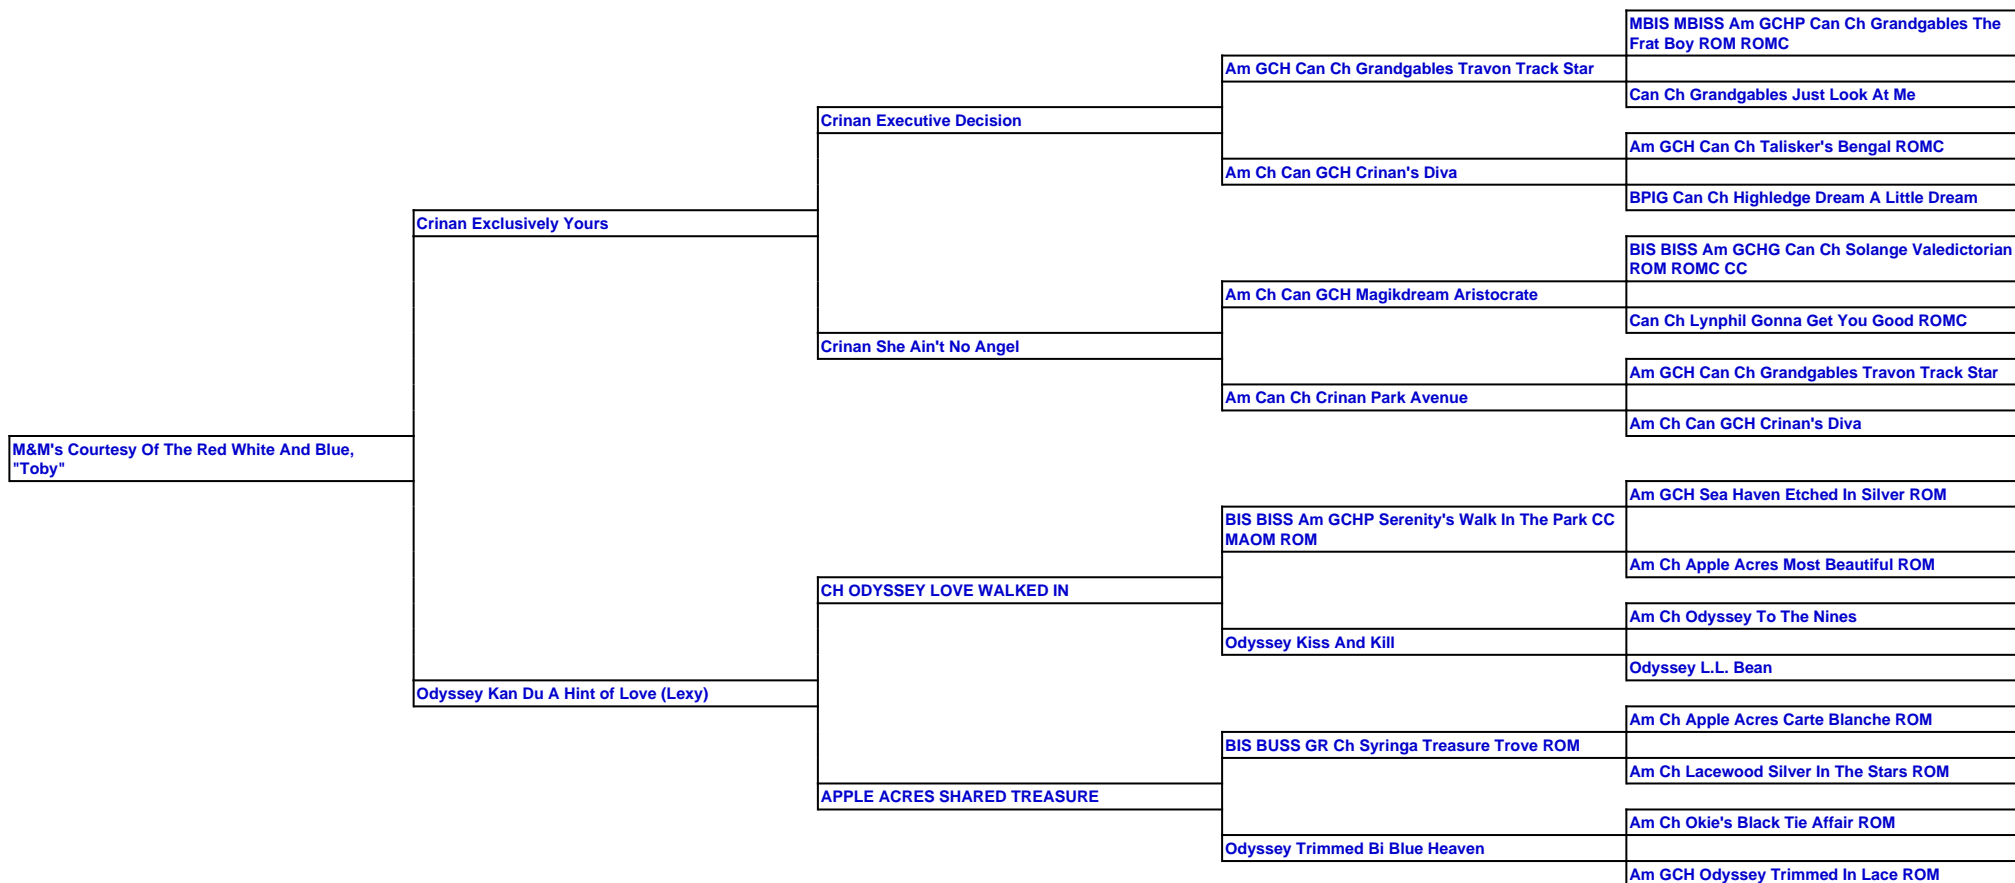 MBIS MBISS Am GCHP Can Ch Grandgables The
Frat Boy ROM ROMC
Am GCH Can Ch Grandgables Travon Track Star
Can Ch Grandgables Just Look At Me
Crinan Executive Decision
Am GCH Can Ch Talisker's Bengal ROMC
Am Ch Can GCH Crinan's Diva
BPIG Can Ch Highledge Dream A Little Dream
Crinan Exclusively Yours
BIS BISS Am GCHG Can Ch Solange Valedictorian
ROM ROMC CC
Am Ch Can GCH Magikdream Aristocrate
Can Ch Lynphil Gonna Get You Good ROMC
Crinan She Ain't No Angel
Am GCH Can Ch Grandgables Travon Track Star
Am Can Ch Crinan Park Avenue
Am Ch Can GCH Crinan's Diva
M&M's Courtesy Of The Red White And Blue,
"Toby"
Am GCH Sea Haven Etched In Silver ROM
BIS BISS Am GCHP Serenity's Walk In The Park CC
MAOM ROM
Am Ch Apple Acres Most Beautiful ROM
CH ODYSSEY LOVE WALKED IN
Am Ch Odyssey To The Nines
Odyssey Kiss And Kill
Odyssey L.L. Bean
Odyssey Kan Du A Hint of Love (Lexy)
Am Ch Apple Acres Carte Blanche ROM
BIS BUSS GR Ch Syringa Treasure Trove ROM
Am Ch Lacewood Silver In The Stars ROM
APPLE ACRES SHARED TREASURE
Am Ch Okie's Black Tie Affair ROM
Odyssey Trimmed Bi Blue Heaven
Am GCH Odyssey Trimmed In Lace ROM